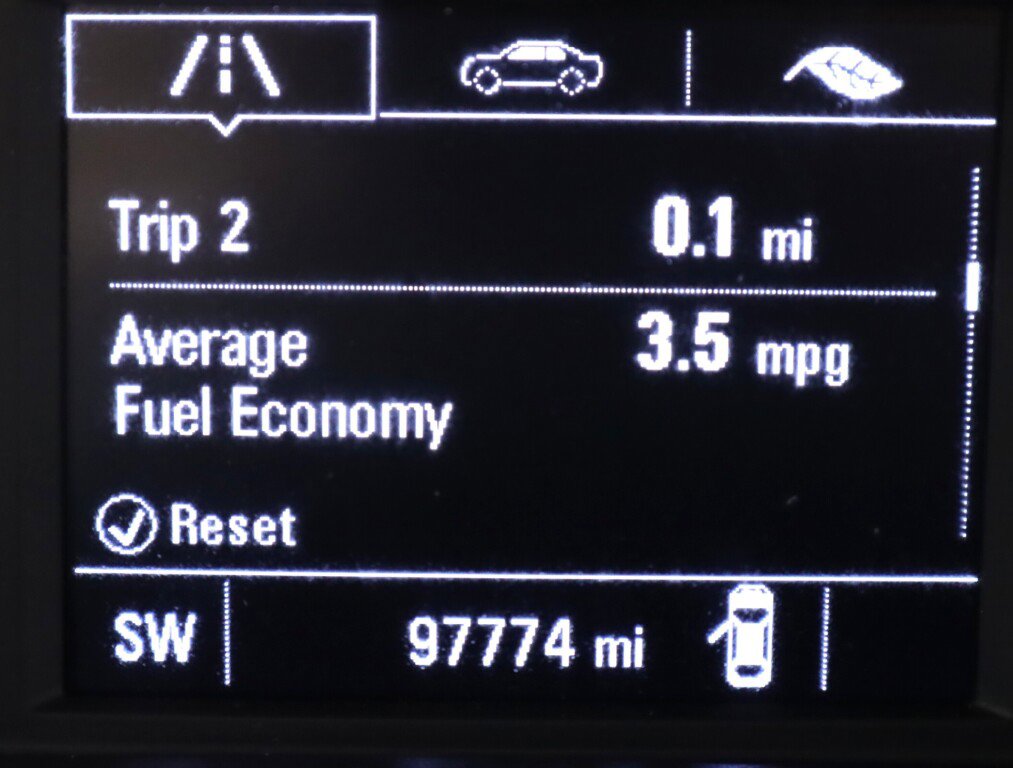 Trip 2 0.1 mi
Average 3.5 mpg
Fuel Economy
Reset
SW 97774 mi